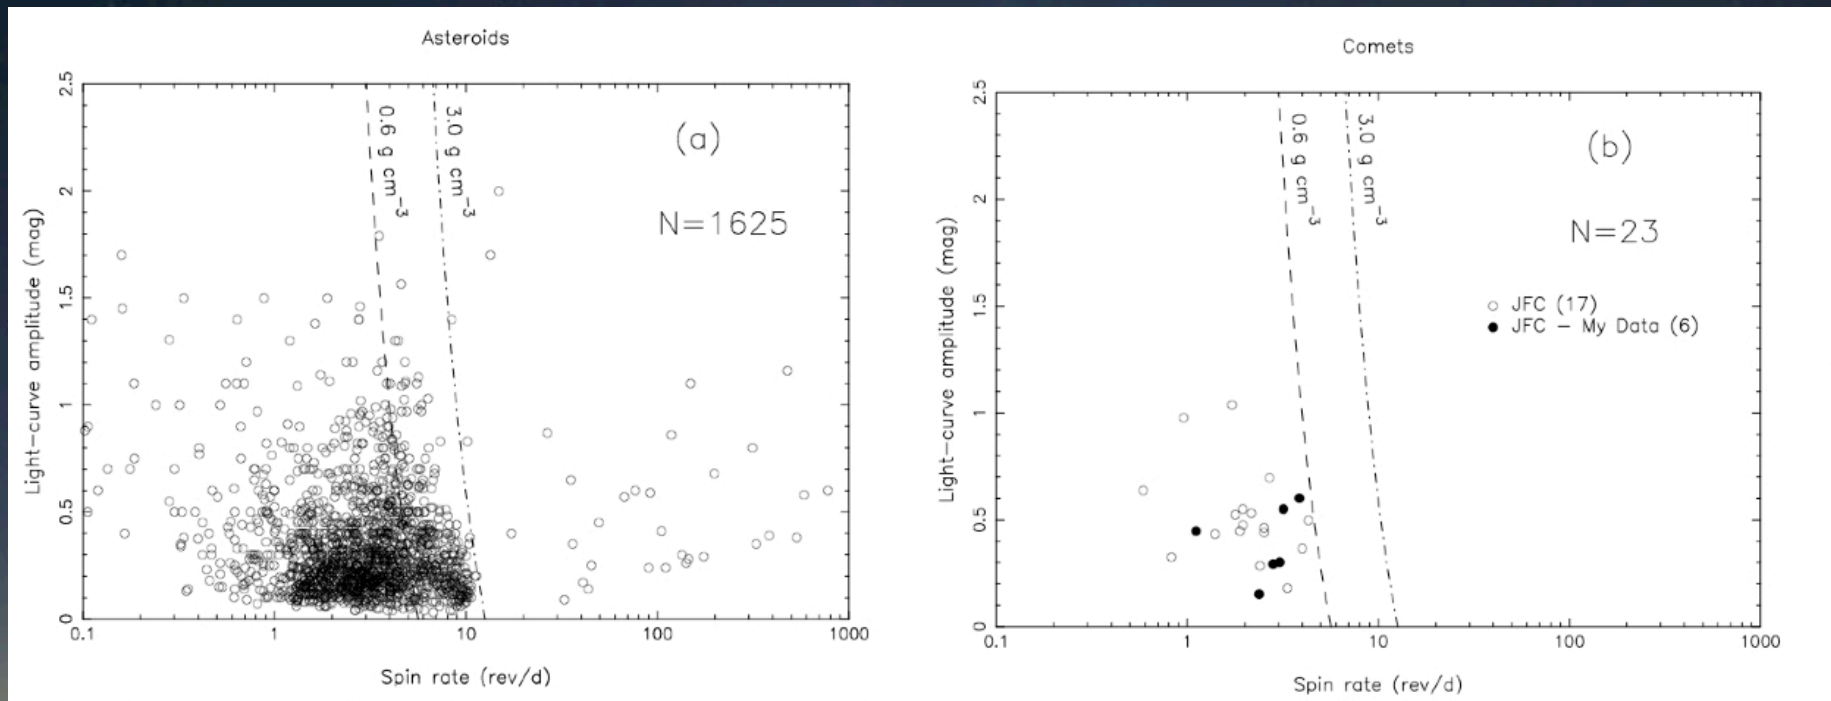 Asteroids
2.5
2
1.5
1
0.5
0
0.1
1
10
100
1000
Light-curve amplitude (mag)
Spin rate (rev/d)
0.6 g cm-3
3.0 g cm-3
(a)
N=1625
Comets
2.5
2
1.5
1
0.5
0
0.1
1
10
100
1000
Light-curve amplitude (mag)
Spin rate (rev/d)
0.6 g cm-3
3.0 g cm-3
(b)
N=23
JFC (17)
JFC - My Data (6)